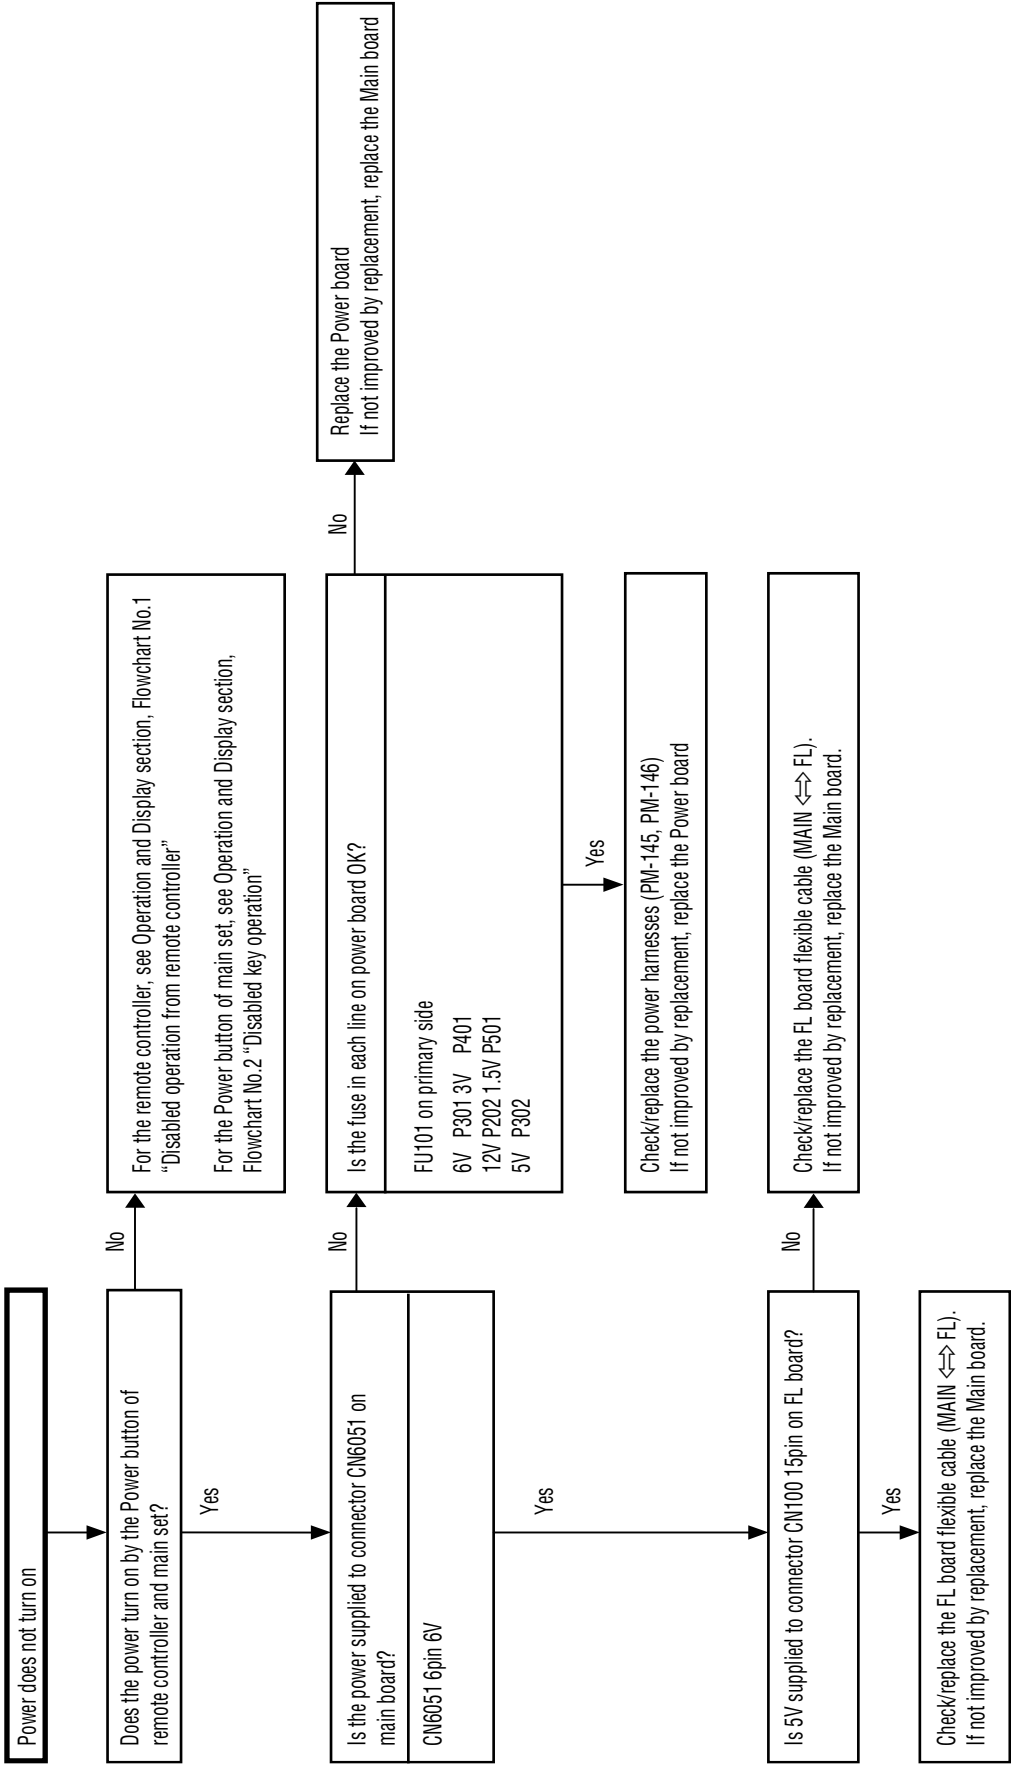 Power does not turn on
Does the power turn on by the Power button of
remote controller and main set?
No
For the remote controller, see Operation and Display section, Flowchart No.1
“Disabled operation from remote controller”
For the Power button of main set, see Operation and Display section,
Flowchart No.2 “Disabled key operation”
Yes
Is the power supplied to connector CN6051 on
main board?
CN6051 6pin 6V
No
Is the fuse in each line on power board OK?
FU101 on primary side
6V P301 3V P401
12V P202 1.5V P501
5V P302
No
Replace the Power board
If not improved by replacement, replace the Main board
Yes
Check/replace the power harnesses (PM-145, PM-146)
If not improved by replacement, replace the Power board
Yes
Is 5V supplied to connector CN100 15pin on FL board?
No
Check/replace the FL board flexible cable (MAIN ⇔ FL).
If not improved by replacement, replace the Main board.
Yes
Check/replace the FL board flexible cable (MAIN ⇔ FL).
If not improved by replacement, replace the Main board.